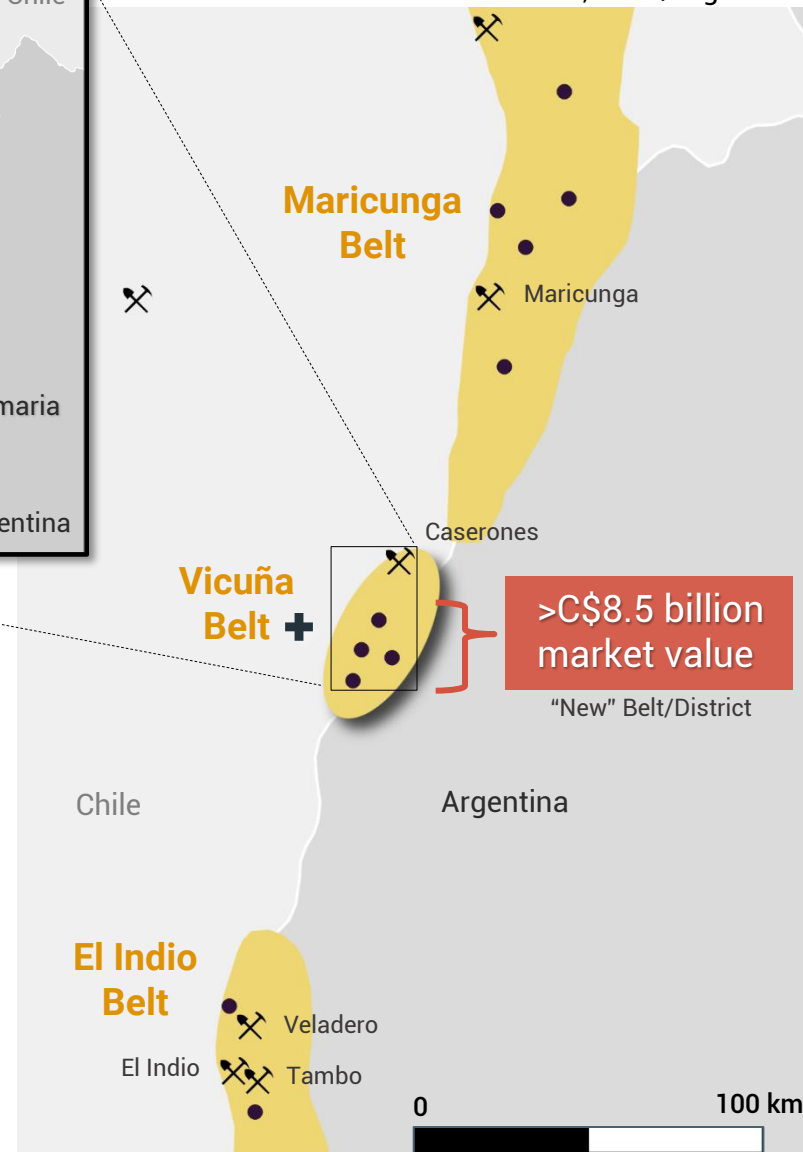 Chile
Maricunga
Belt
Maricunga
maria
entina
Caserones
Vicuña
Belt
>C$8.5 billion
market value
“New” Belt/District
Chile
Argentina
El Indio
Belt
Veladero
El Indio
Tambo
0
100 km